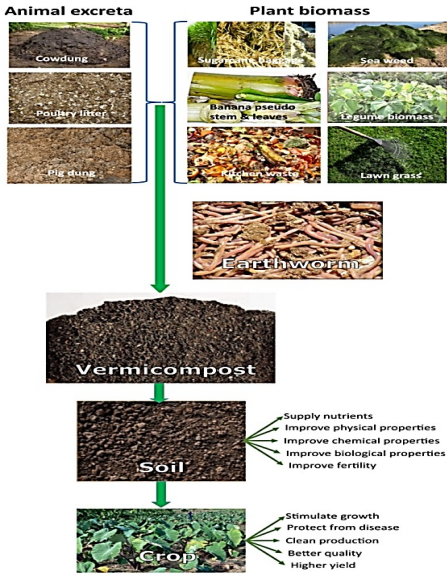 Animal excreta
Plant biomass
Cowdung
Sugarcane baggage
Sea weed
Poultry litter
Banana pseudo
stem & leaves
Legume biomass
Pig dung
Kitchen waste
Lawn grass
Earthworm
Vermicompost
Soil
Supply nutrients
Improve physical properties
Improve chemical properties
Improve biological properties
Improve fertility
Crop
Stimulate growth
Protect from disease
Clean production
Better quality
Higher yield